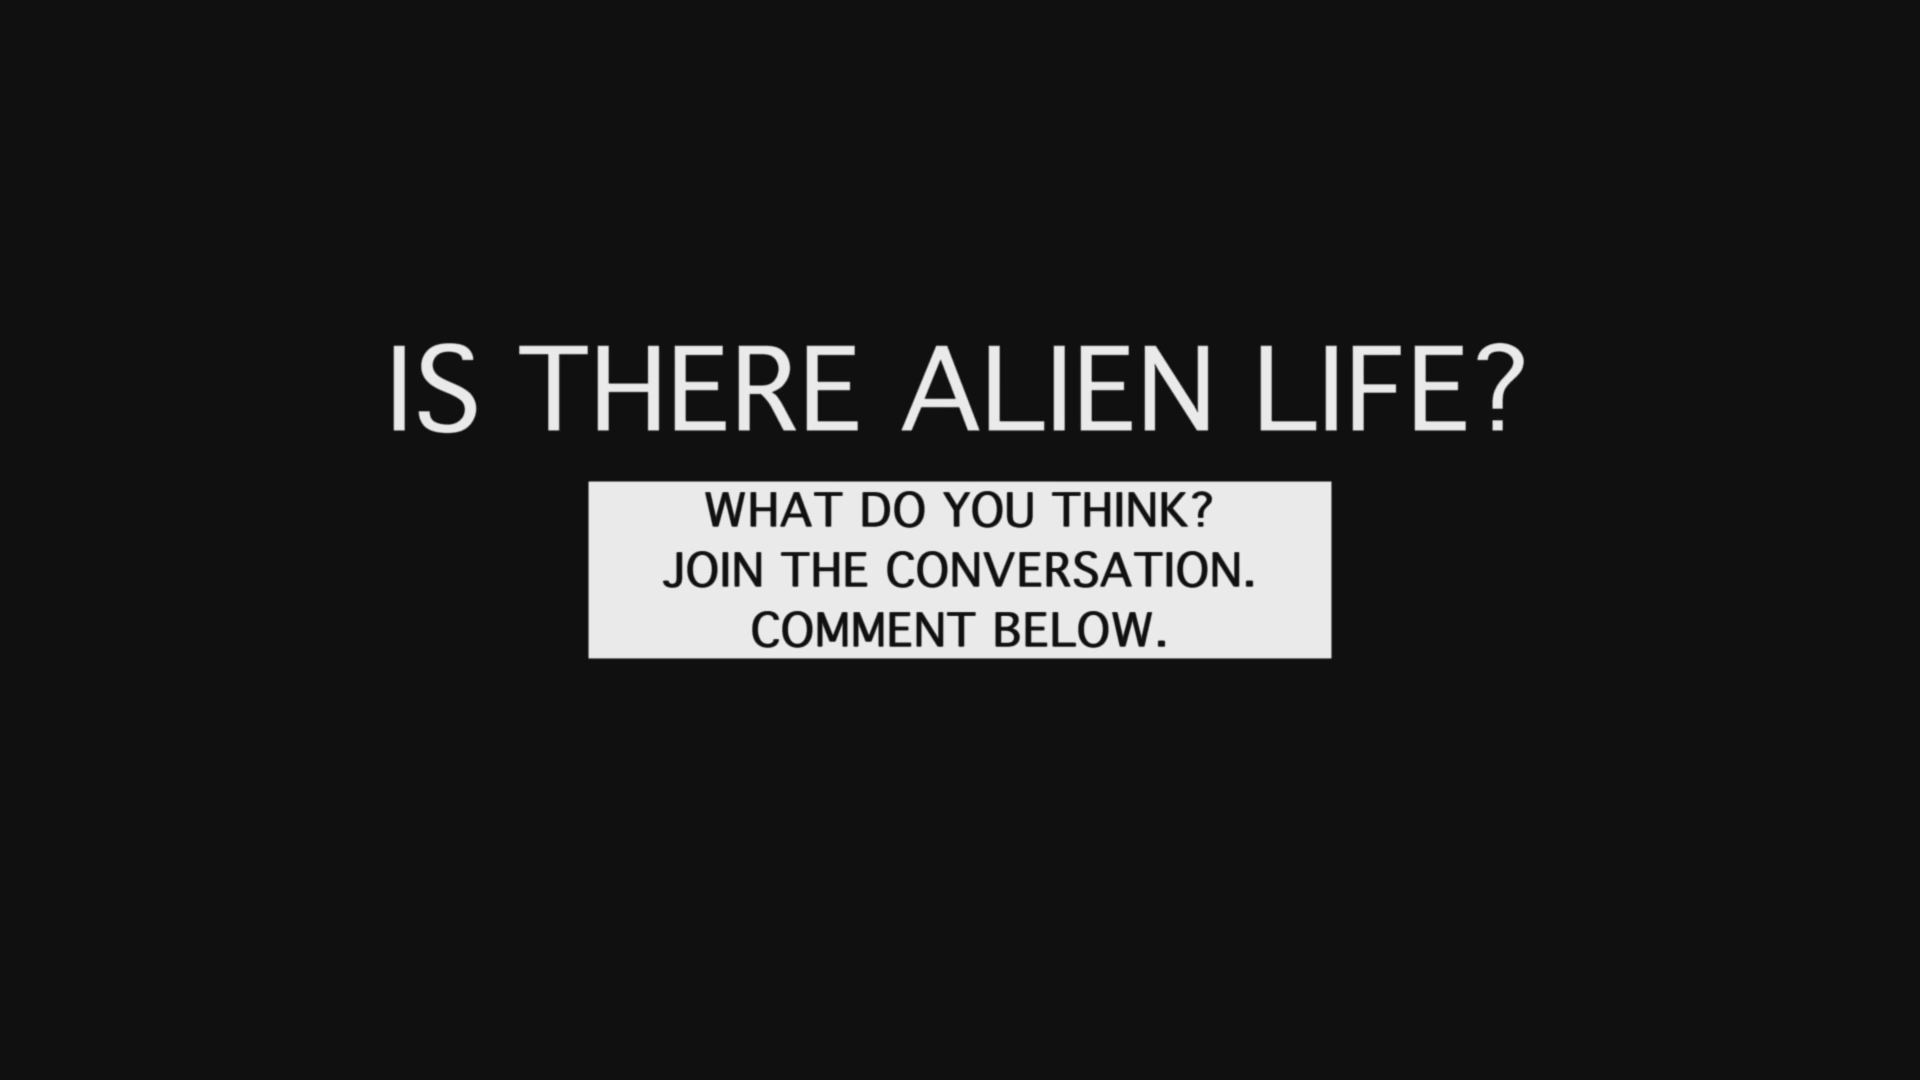 IS THERE ALIEN LIFE?
WHAT DO YOU THINK?
JOIN THE CONVERSATION.
COMMENT BELOW.